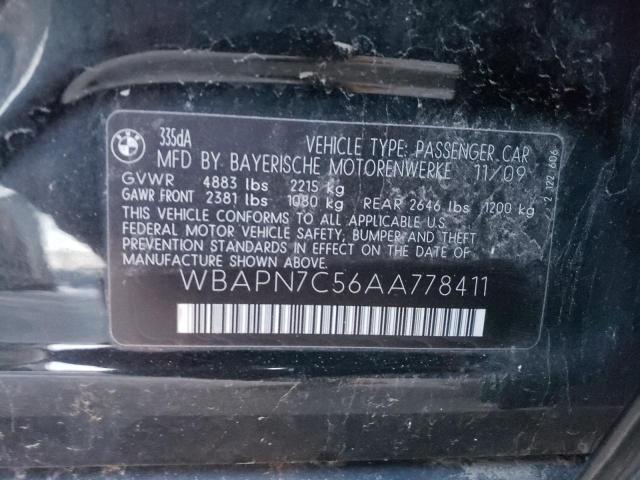 BMW
335dA
VEHICLE TYPE: PASSENGER CAR
MFD BY: BAYERISCHE MOTORENWERKE 11/09
GVWR 4883 lbs 2215 kg
GAWR FRONT 2381 lbs 1080 kg REAR 2646 lbs 1200 kg
THIS VEHICLE CONFORMS TO ALL APPLICABLE U.S.
FEDERAL MOTOR VEHICLE SAFETY, BUMPER AND THEFT
PREVENTION STANDARDS IN EFFECT ON THE DATE OF
MANUFACTURE SHOWN ABOVE.
WBAPN7C56AA778411